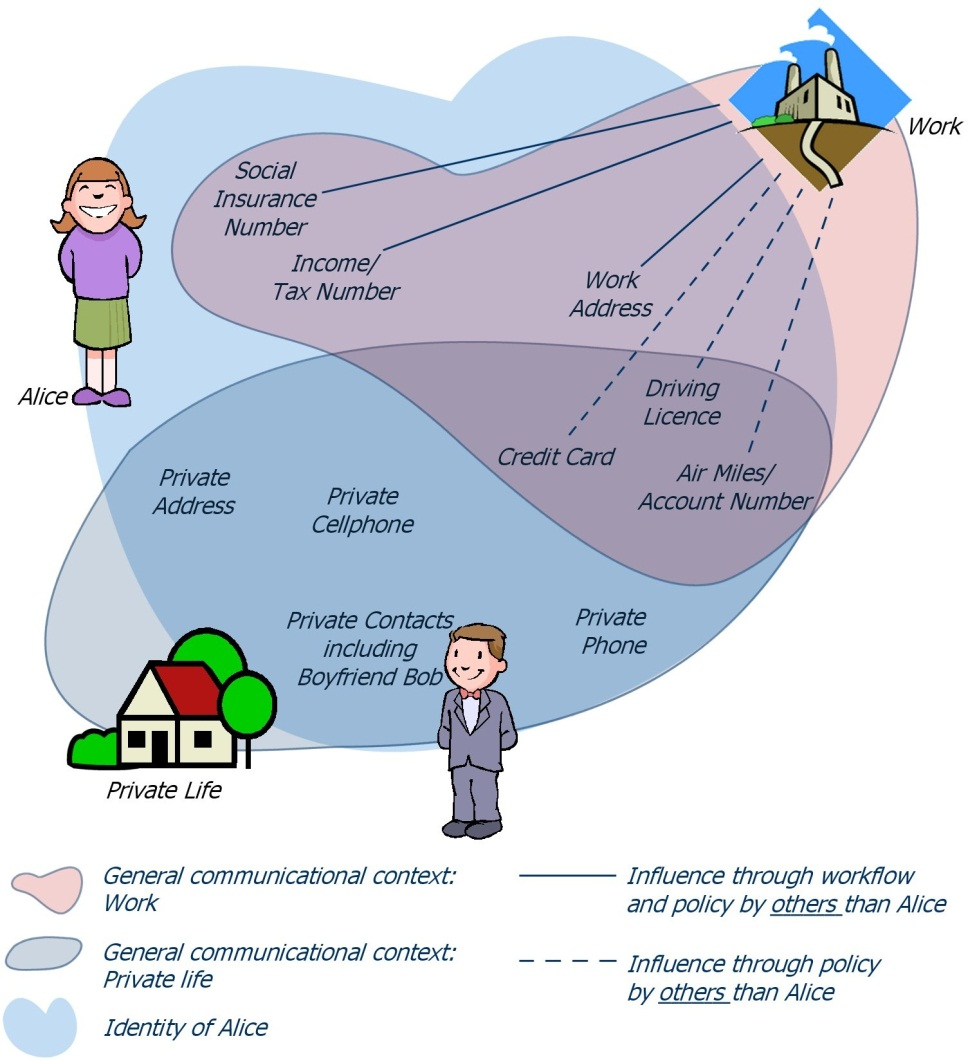 Work
Social
Insurance
Number
Income/
Tax Number
Work
Address
Alice
Driving
Licence
Credit Card
Air Miles/
Account Number
Private
Address
Private
Cellphone
Private Contacts
including
Boyfriend Bob
Private
Phone
Private Life
General communicational context:
Work
General communicational context:
Private life
Identity of Alice
Influence through workflow
and policy by others than Alice
Influence through policy
by others than Alice